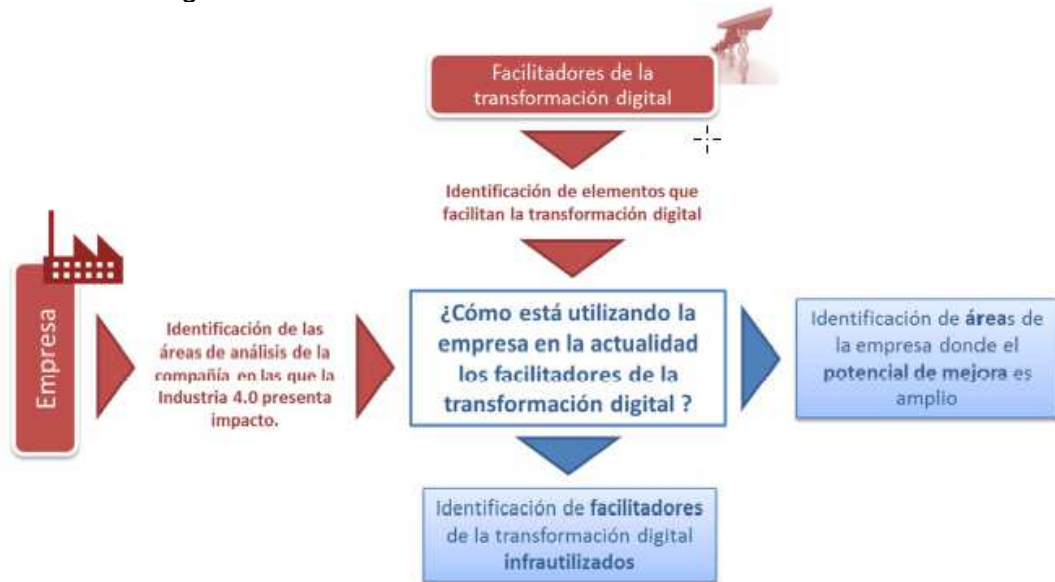 Facilitadores de la
transformación digital
Identificación de elementos que
facilitan la transformación digital
Empresa
Identificación de las
áreas de análisis de la
compañía en las que la
Industria 4.0 presenta
impacto.
¿Cómo está utilizando la
empresa en la actualidad
los facilitadores de la
transformación digital ?
Identificación de áreas de
la empresa donde el
potencial de mejora es
amplio
Identificación de facilitadores
de la transformación digital
infrautilizados